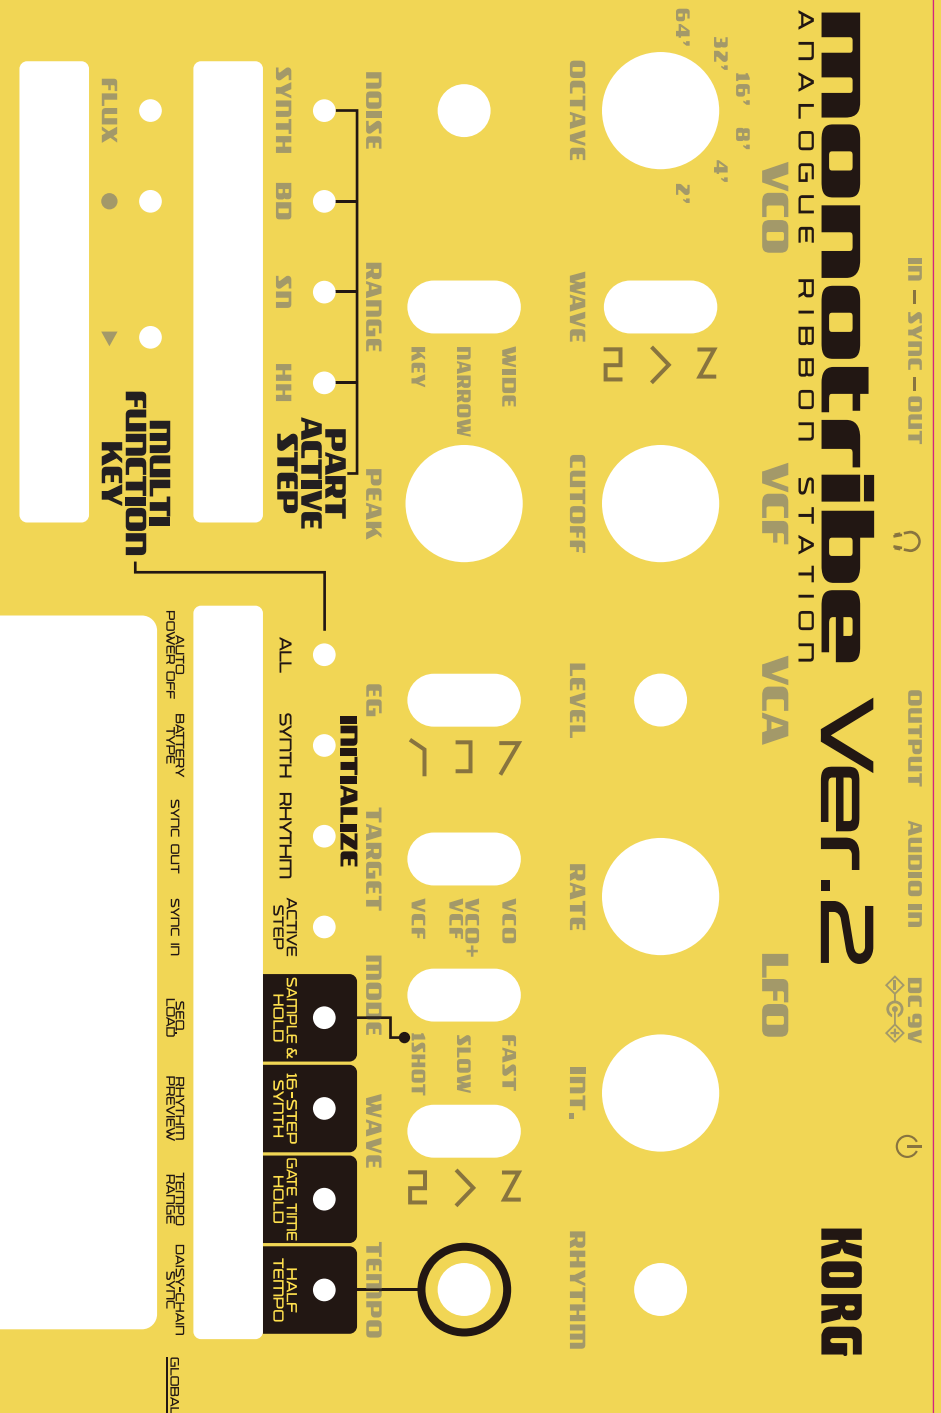 IN – SYNC – OUT
OUTPUT
AUDIO IN
DC 9V
monotribe Ver.2
KORG
ANALOGUE RIBBON STATION
VCO
VCF
VCA
LFO
64'
32'
16'
8'
4'
2'
OCTAVE
WAVE
CUTOFF
LEVEL
RATE
INT.
RHYTHM
WIDE
NARROW
KEY
VCO
VCO+
VCF
VCF
FAST
SLOW
1SHOT
NOISE
RANGE
PEAK
EG
TARGET
MODE
WAVE
TEMPO
PART
ACTIVE
STEP
INITIALIZE
SYNTH
BD
SN
HH
ALL
SYNTH
RHYTHM
ACTIVE
STEP
SAMPLE &
HOLD
16-STEP
SYNTH
GATE TIME
HOLD
HALF
TEMPO
MULTI
FUNCTION
KEY
FLUX
AUTO
POWER OFF
BATTERY
TYPE
SYNC OUT
SYNC IN
SEQ.
LOAD
RHYTHM
PREVIEW
TEMPO
RANGE
DAISY-CHAIN
SYNC
GLOBAL